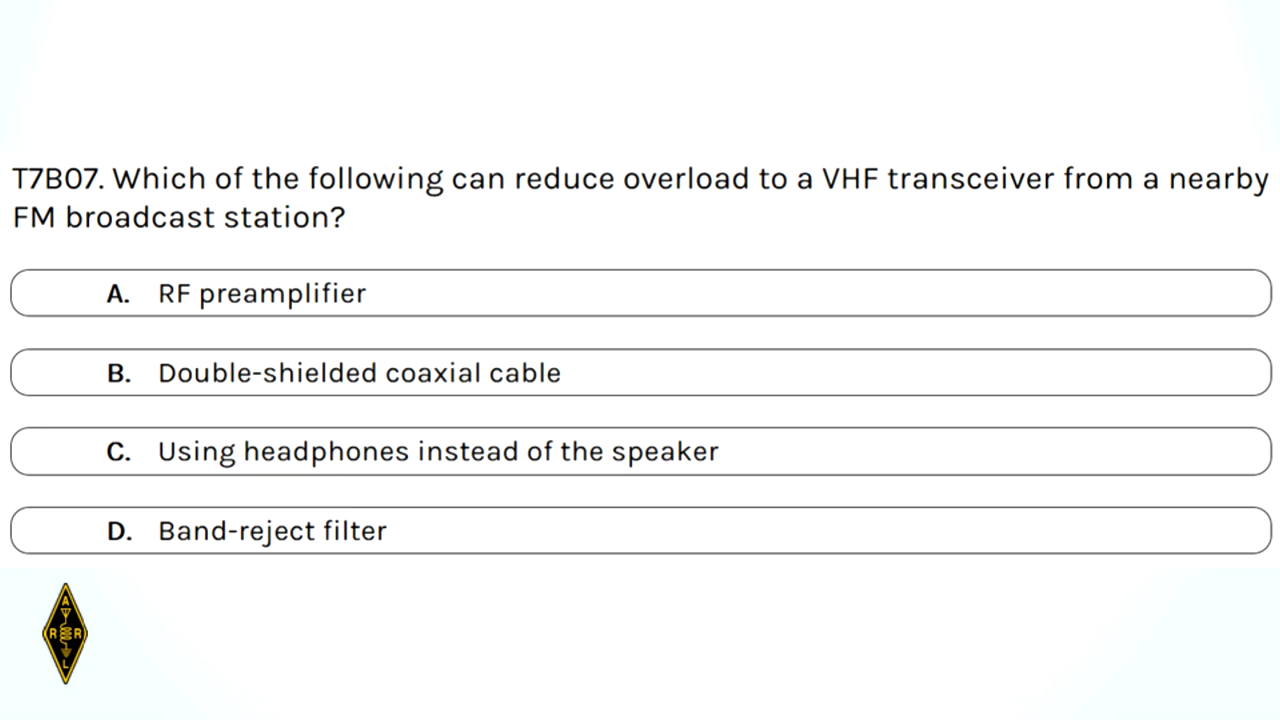 T7B07. Which of the following can reduce overload to a VHF transceiver from a nearby
FM broadcast station?
A. RF preamplifier
B. Double-shielded coaxial cable
C. Using headphones instead of the speaker
D. Band-reject filter
A
R R
L